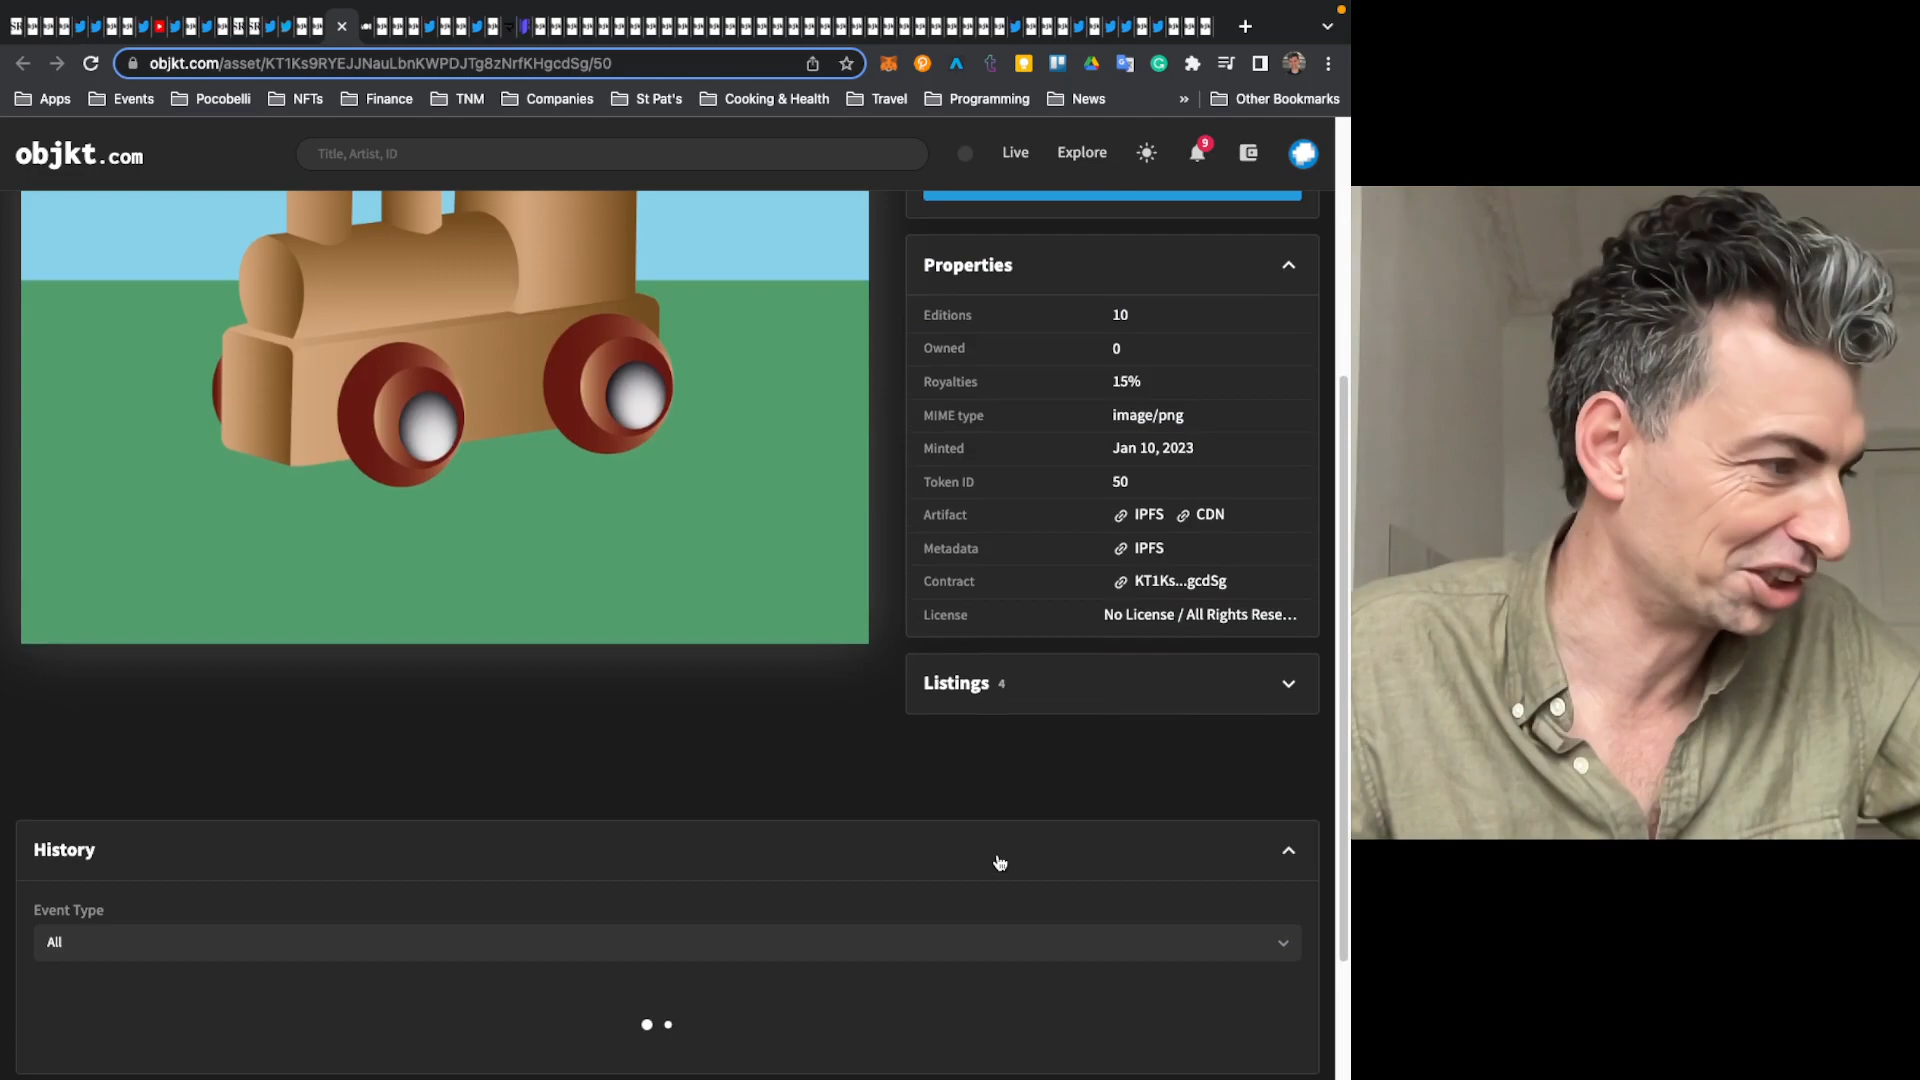 objkt.com/asset/KT1Ks9RYEJJNauLbnKWPDJTg8zNrfKHgcdSg/50
Apps Events Pocobelli NFTs Finance TNM Companies St Pat's Cooking & Health Travel Programming News » Other Bookmarks
objkt.com Title, Artist, ID Live Explore 9
Properties
Editions 10
Owned 0
Royalties 15%
MIME type image/png
Minted Jan 10, 2023
Token ID 50
Artifact IPFS CDN
Metadata IPFS
Contract KT1Ks...gcdSg
License No License / All Rights Rese...
Listings 4
History
Event Type
All